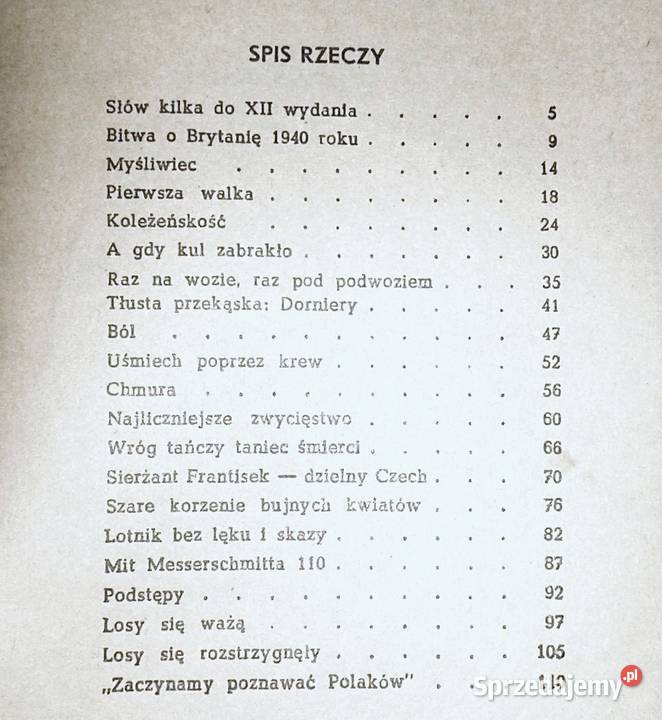 SPIS RZECZY
Słów kilka do XII wydania . . . . . 5
Bitwa o Brytanię 1940 roku . . . . . 9
Myśliwiec . . . . . . . . 14
Pierwsza walka . . . . . . . . 18
Koleżeńskość . . . . . . . 24
A gdy kul zabrakło . . . . . . . 30
Raz na wozie, raz pod podwoziem . . . 35
Tłusta przekąska: Dorniery . . . . . 41
Ból . . . . . . . . . . 47
Uśmiech poprzez krew . . . . . . 52
Chmura . . . . . . . . . 56
Najliczniejsze zwycięstwo . . . . . 60
Wróg tańczy taniec śmierci . . . . . 66
Sierżant Frantisek — dzielny Czech . . . 70
Szare korzenie bujnych kwiatów . . . 76
Lotnik bez lęku i skazy . . . . . . 82
Mit Messerschmitta 110 . . . . . . 87
Podstępy . . . . . . . . . 92
Losy się ważą . . . . . . . 97
Losy się rozstrzygnęły . . . . . . 105
„Zaczynamy poznawać Polaków" . . .
Sprzedajemy.pl